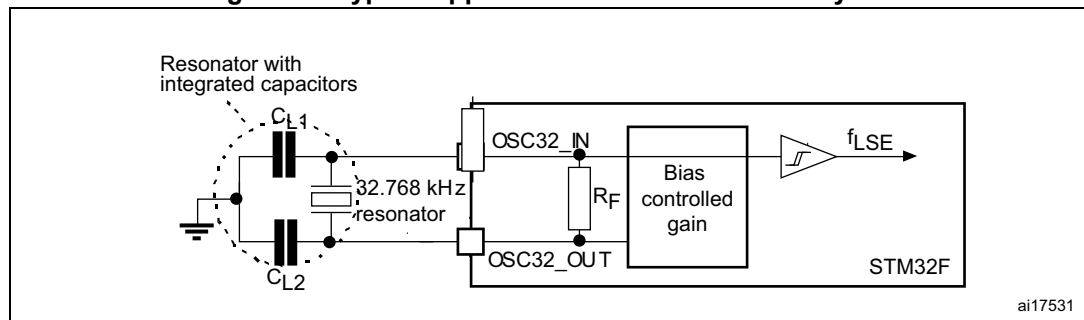 Resonator with
integrated capacitors
CL1
32.768 kHz
resonator
CL2
OSC32_IN
RF
OSC32_OUT
Bias
controlled
gain
fLSE
STM32F
ai17531